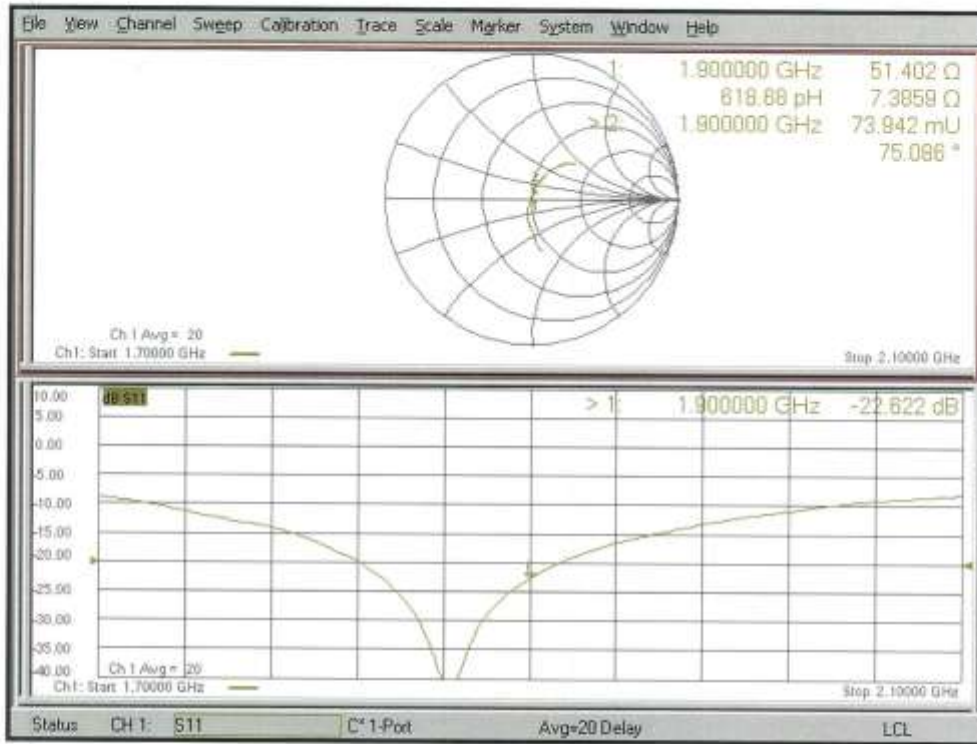 File View Channel Sweep Calibration Trace Scale Marker System Window Help
1: 1.900000 GHz 51.402 Ω
618.68 pH 7.3859 Ω
> 2: 1.900000 GHz 73.942 mU
75.086 °
Ch 1 Avg = 20
Ch1: Start 1.70000 GHz
Stop 2.10000 GHz
10.00
dB S11
> 1: 1.900000 GHz -22.622 dB
5.00
0.00
-5.00
-10.00
-15.00
-20.00
-25.00
-30.00
-35.00
-40.00
Ch 1 Avg = 20
Ch1: Start 1.70000 GHz
Stop 2.10000 GHz
Status CH 1: S11 C* 1-Port Avg=20 Delay LCL